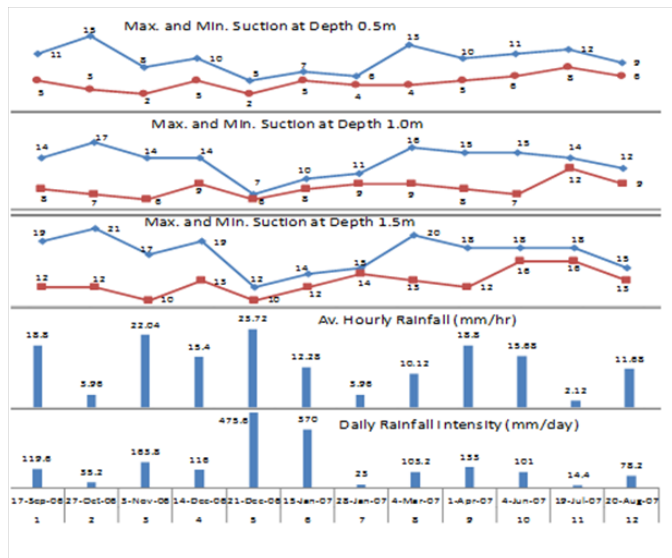 Max. and Min. Suction at Depth 0.5m
11 15 8 10 5 7 6 13 10 11 12 9
5 3 2 5 2 5 4 4 5 6 8 6
Max. and Min. Suction at Depth 1.0m
14 17 14 14 7 10 11 16 15 15 14 12
8 7 6 9 6 8 9 9 8 7 12 9
Max. and Min. Suction at Depth 1.5m
19 21 17 19 12 14 15 20 18 18 18 15
12 12 10 13 10 12 14 13 12 16 16 13
Av. Hourly Rainfall (mm/hr)
18.8 3.96 22.04 15.4 23.72 12.28 3.96 10.12 18.8 15.68 2.12 11.68
Daily Rainfall Intensity (mm/day)
119.6 35.2 163.8 116 475.6 370 23 103.2 135 101 14.4 78.2
17-Sep-06 27-Oct-06 3-Nov-06 14-Dec-06 21-Dec-06 15-Jan-07 28-Jan-07 4-Mar-07 1-Apr-07 4-Jun-07 19-Jul-07 20-Aug-07
1 2 3 4 5 6 7 8 9 10 11 12